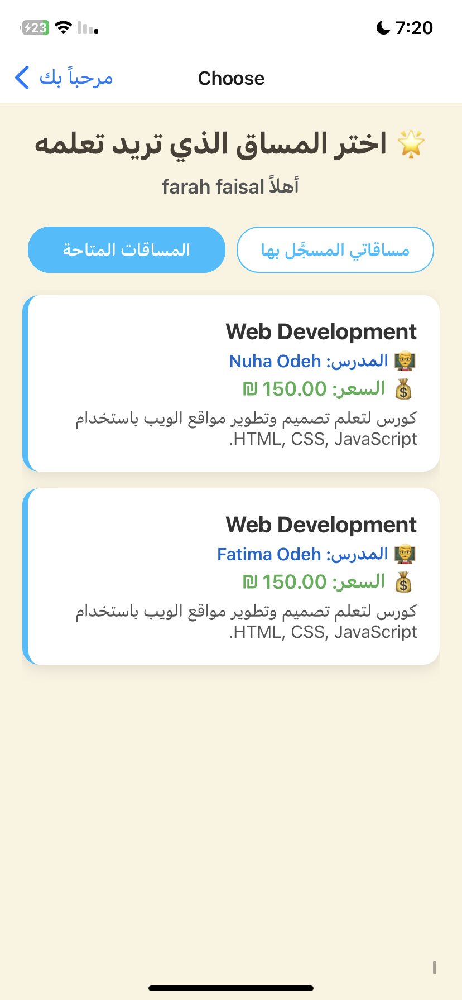 23
7:20
مرحباً بك
Choose
🌟 اختر المساق الذي تريد تعلمه
أهلاً farah faisal
مساقاتي المسجَّل بها
المساقات المتاحة
Web Development
👨‍🏫 المدرس: Nuha Odeh
💰 السعر: 150.00 ₪
كورس لتعلم تصميم وتطوير مواقع الويب باستخدام
HTML, CSS, JavaScript.
Web Development
👨‍🏫 المدرس: Fatima Odeh
💰 السعر: 150.00 ₪
كورس لتعلم تصميم وتطوير مواقع الويب باستخدام
HTML, CSS, JavaScript.